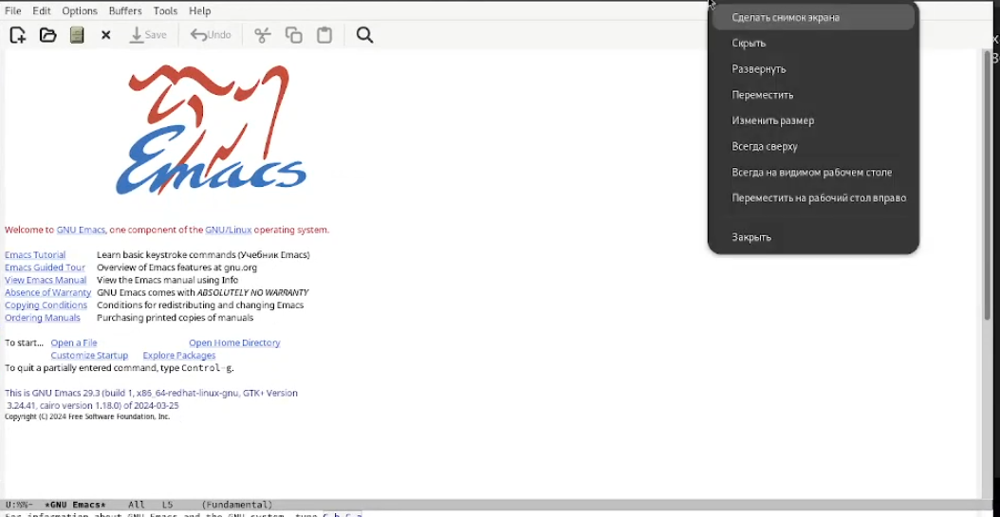 File Edit Options Buffers Tools Help
Save Undo
Сделать снимок экрана
Скрыть
Развернуть
Переместить
Изменить размер
Всегда сверху
Всегда на видимом рабочем столе
Переместить на рабочий стол вправо
Закрыть
Emacs
Welcome to GNU Emacs, one component of the GNU/Linux operating system.
Emacs Tutorial Learn basic keystroke commands (Учебник Emacs)
Emacs Guided Tour Overview of Emacs features at gnu.org
View Emacs Manual View the Emacs manual using Info
Absence of Warranty GNU Emacs comes with ABSOLUTELY NO WARRANTY
Copying Conditions Conditions for redistributing and changing Emacs
Ordering Manuals Purchasing printed copies of manuals
To start... Open a File Open Home Directory
Customize Startup Explore Packages
To quit a partially entered command, type Control-g.
This is GNU Emacs 29.3 (build 1, x86_64-redhat-linux-gnu, GTK+ Version
3.24.41, cairo version 1.18.0) of 2024-03-25
Copyright (C) 2024 Free Software Foundation, Inc.
U:%%- *GNU Emacs* All L5 (Fundamental)
For information about GNU Emacs and the GNU system, type C-h C-a